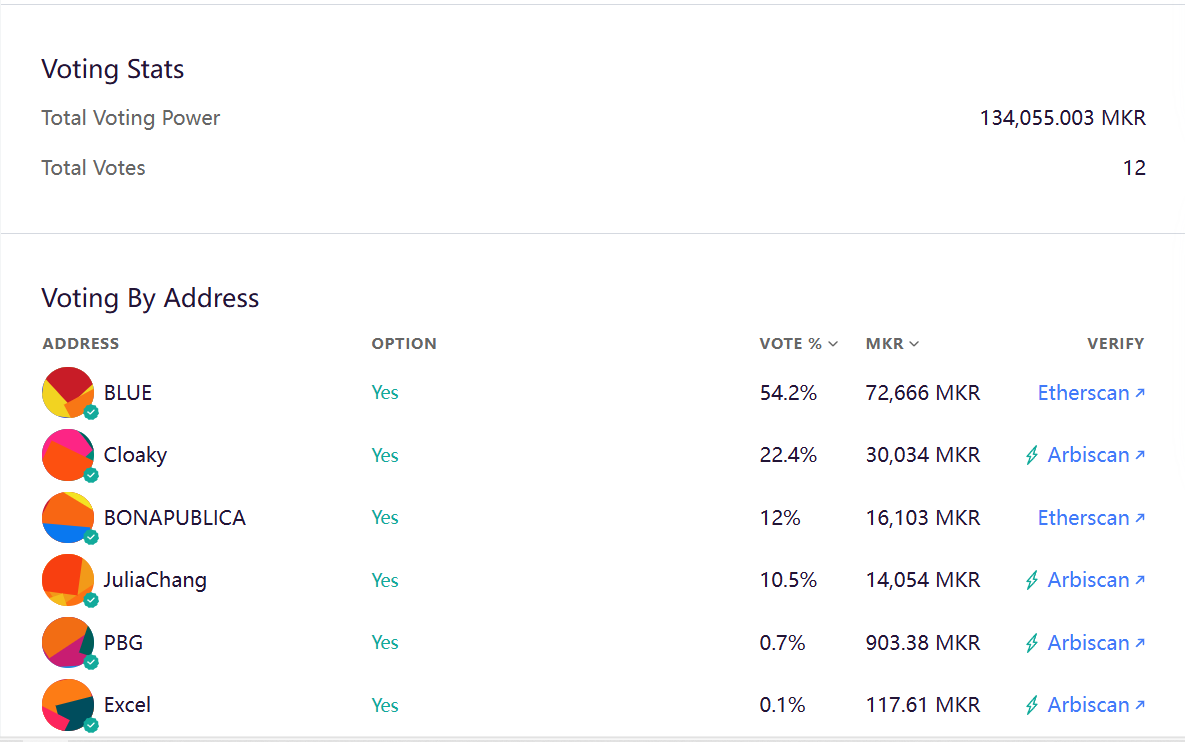 Voting Stats
Total Voting Power 134,055.003 MKR
Total Votes 12
Voting By Address
ADDRESS OPTION VOTE % MKR VERIFY
BLUE Yes 54.2% 72,666 MKR Etherscan
Cloaky Yes 22.4% 30,034 MKR Arbiscan
BONAPUBLICA Yes 12% 16,103 MKR Etherscan
JuliaChang Yes 10.5% 14,054 MKR Arbiscan
PBG Yes 0.7% 903.38 MKR Arbiscan
Excel Yes 0.1% 117.61 MKR Arbiscan